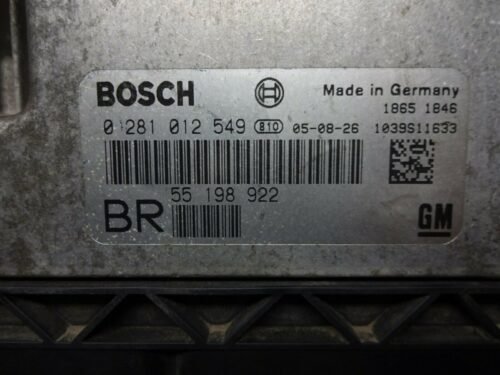 BOSCH Made in Germany
1865 1846
0 281 012 549 810 05-08-26 1039S11633
55 198 922
BR GM